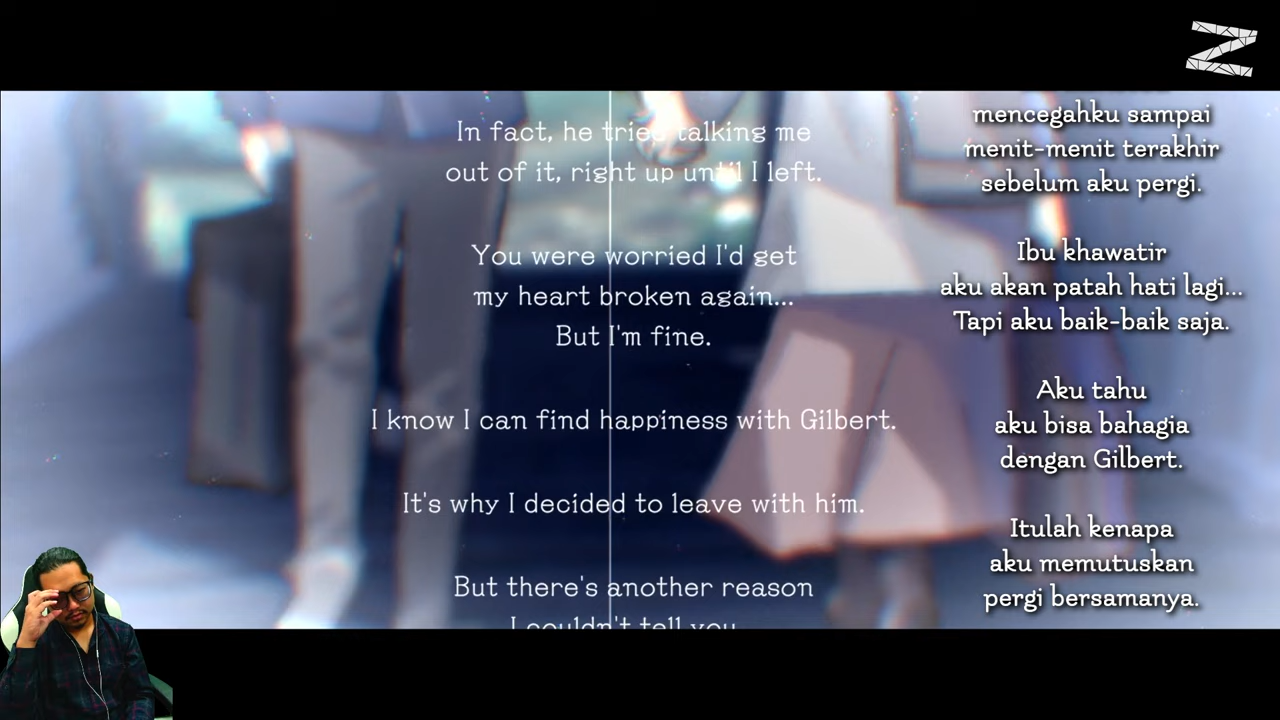 Z
In fact, he tried talking me
out of it, right up until I left.
You were worried I'd get
my heart broken again...
But I'm fine.
I know I can find happiness with Gilbert.
It's why I decided to leave with him.
But there's another reason
I couldn't tell you
mencegahku sampai
menit-menit terakhir
sebelum aku pergi.
Ibu khawatir
aku akan patah hati lagi...
Tapi aku baik-baik saja.
Aku tahu
aku bisa bahagia
dengan Gilbert.
Itulah kenapa
aku memutuskan
pergi bersamanya.